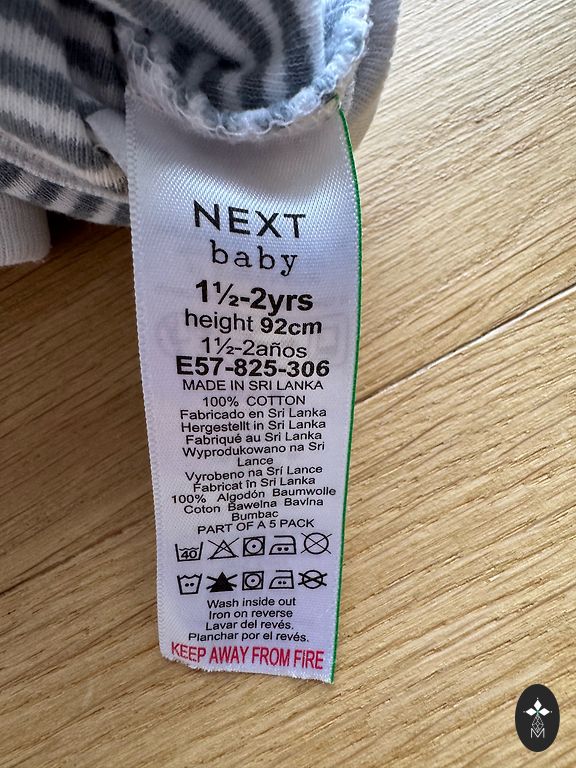 NEXT
baby
1½-2yrs
height 92cm
1½-2años
E57-825-306
MADE IN SRI LANKA
100% COTTON
Fabricado en Sri Lanka
Hergestellt in Sri Lanka
Fabriqué au Sri Lanka
Wyprodukowano na Sri
Lance
Vyrobeno na Srí Lance
Fabricat în Sri Lanka
100% Algodón Baumwolle
Coton Bawełna Bavlna
Bumbac
PART OF A 5 PACK
40
Wash inside out
Iron on reverse
Lavar del revés.
Planchar por el revés.
KEEP AWAY FROM FIRE
M